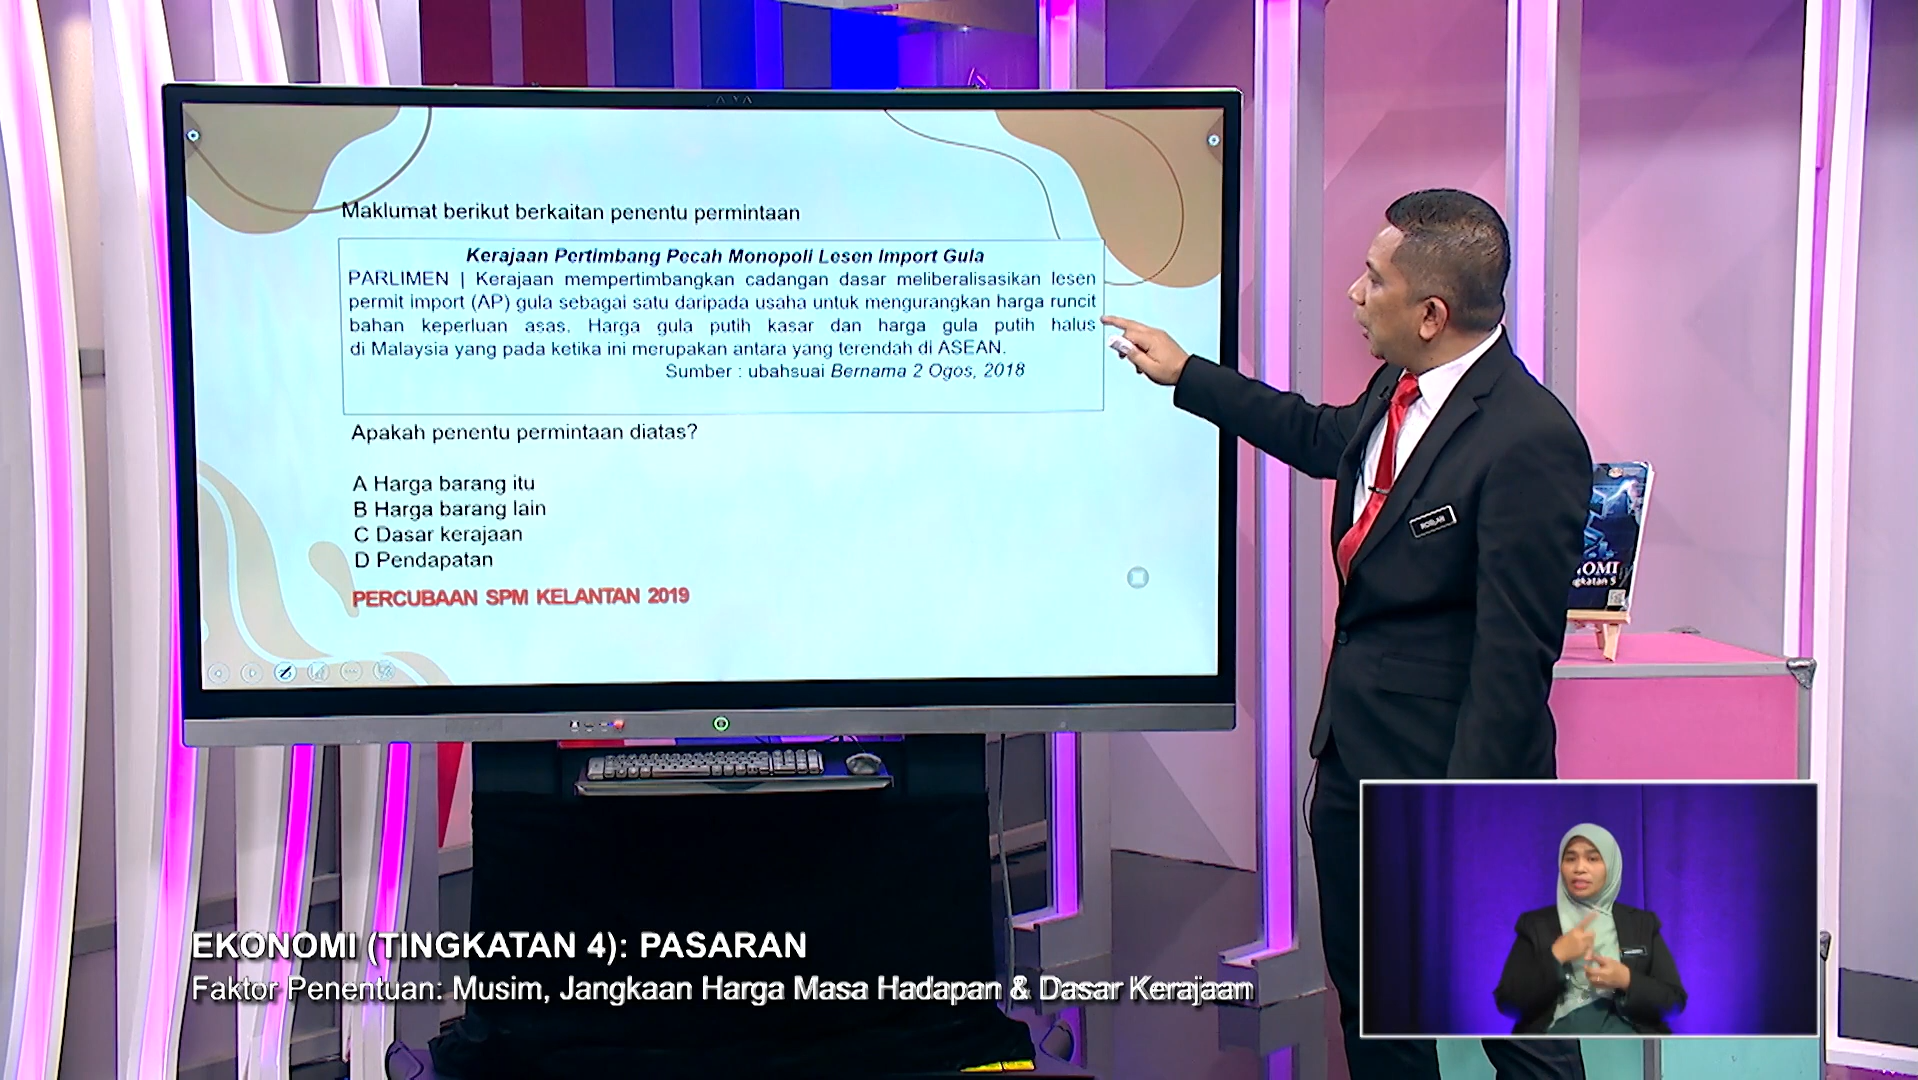 Maklumat berikut berkaitan penentu permintaan
Kerajaan Pertimbang Pecah Monopoli Lesen Import Gula
PARLIMEN | Kerajaan mempertimbangkan cadangan dasar meliberalisasikan lesen
permit import (AP) gula sebagai satu daripada usaha untuk mengurangkan harga runcit
bahan keperluan asas. Harga gula putih kasar dan harga gula putih halus
di Malaysia yang pada ketika ini merupakan antara yang terendah di ASEAN.
Sumber : ubahsuai Bernama 2 Ogos, 2018
Apakah penentu permintaan diatas?
A Harga barang itu
B Harga barang lain
C Dasar kerajaan
D Pendapatan
PERCUBAAN SPM KELANTAN 2019
ROSLAN
EKONOMI (TINGKATAN 4): PASARAN
Faktor Penentuan: Musim, Jangkaan Harga Masa Hadapan & Dasar Kerajaan